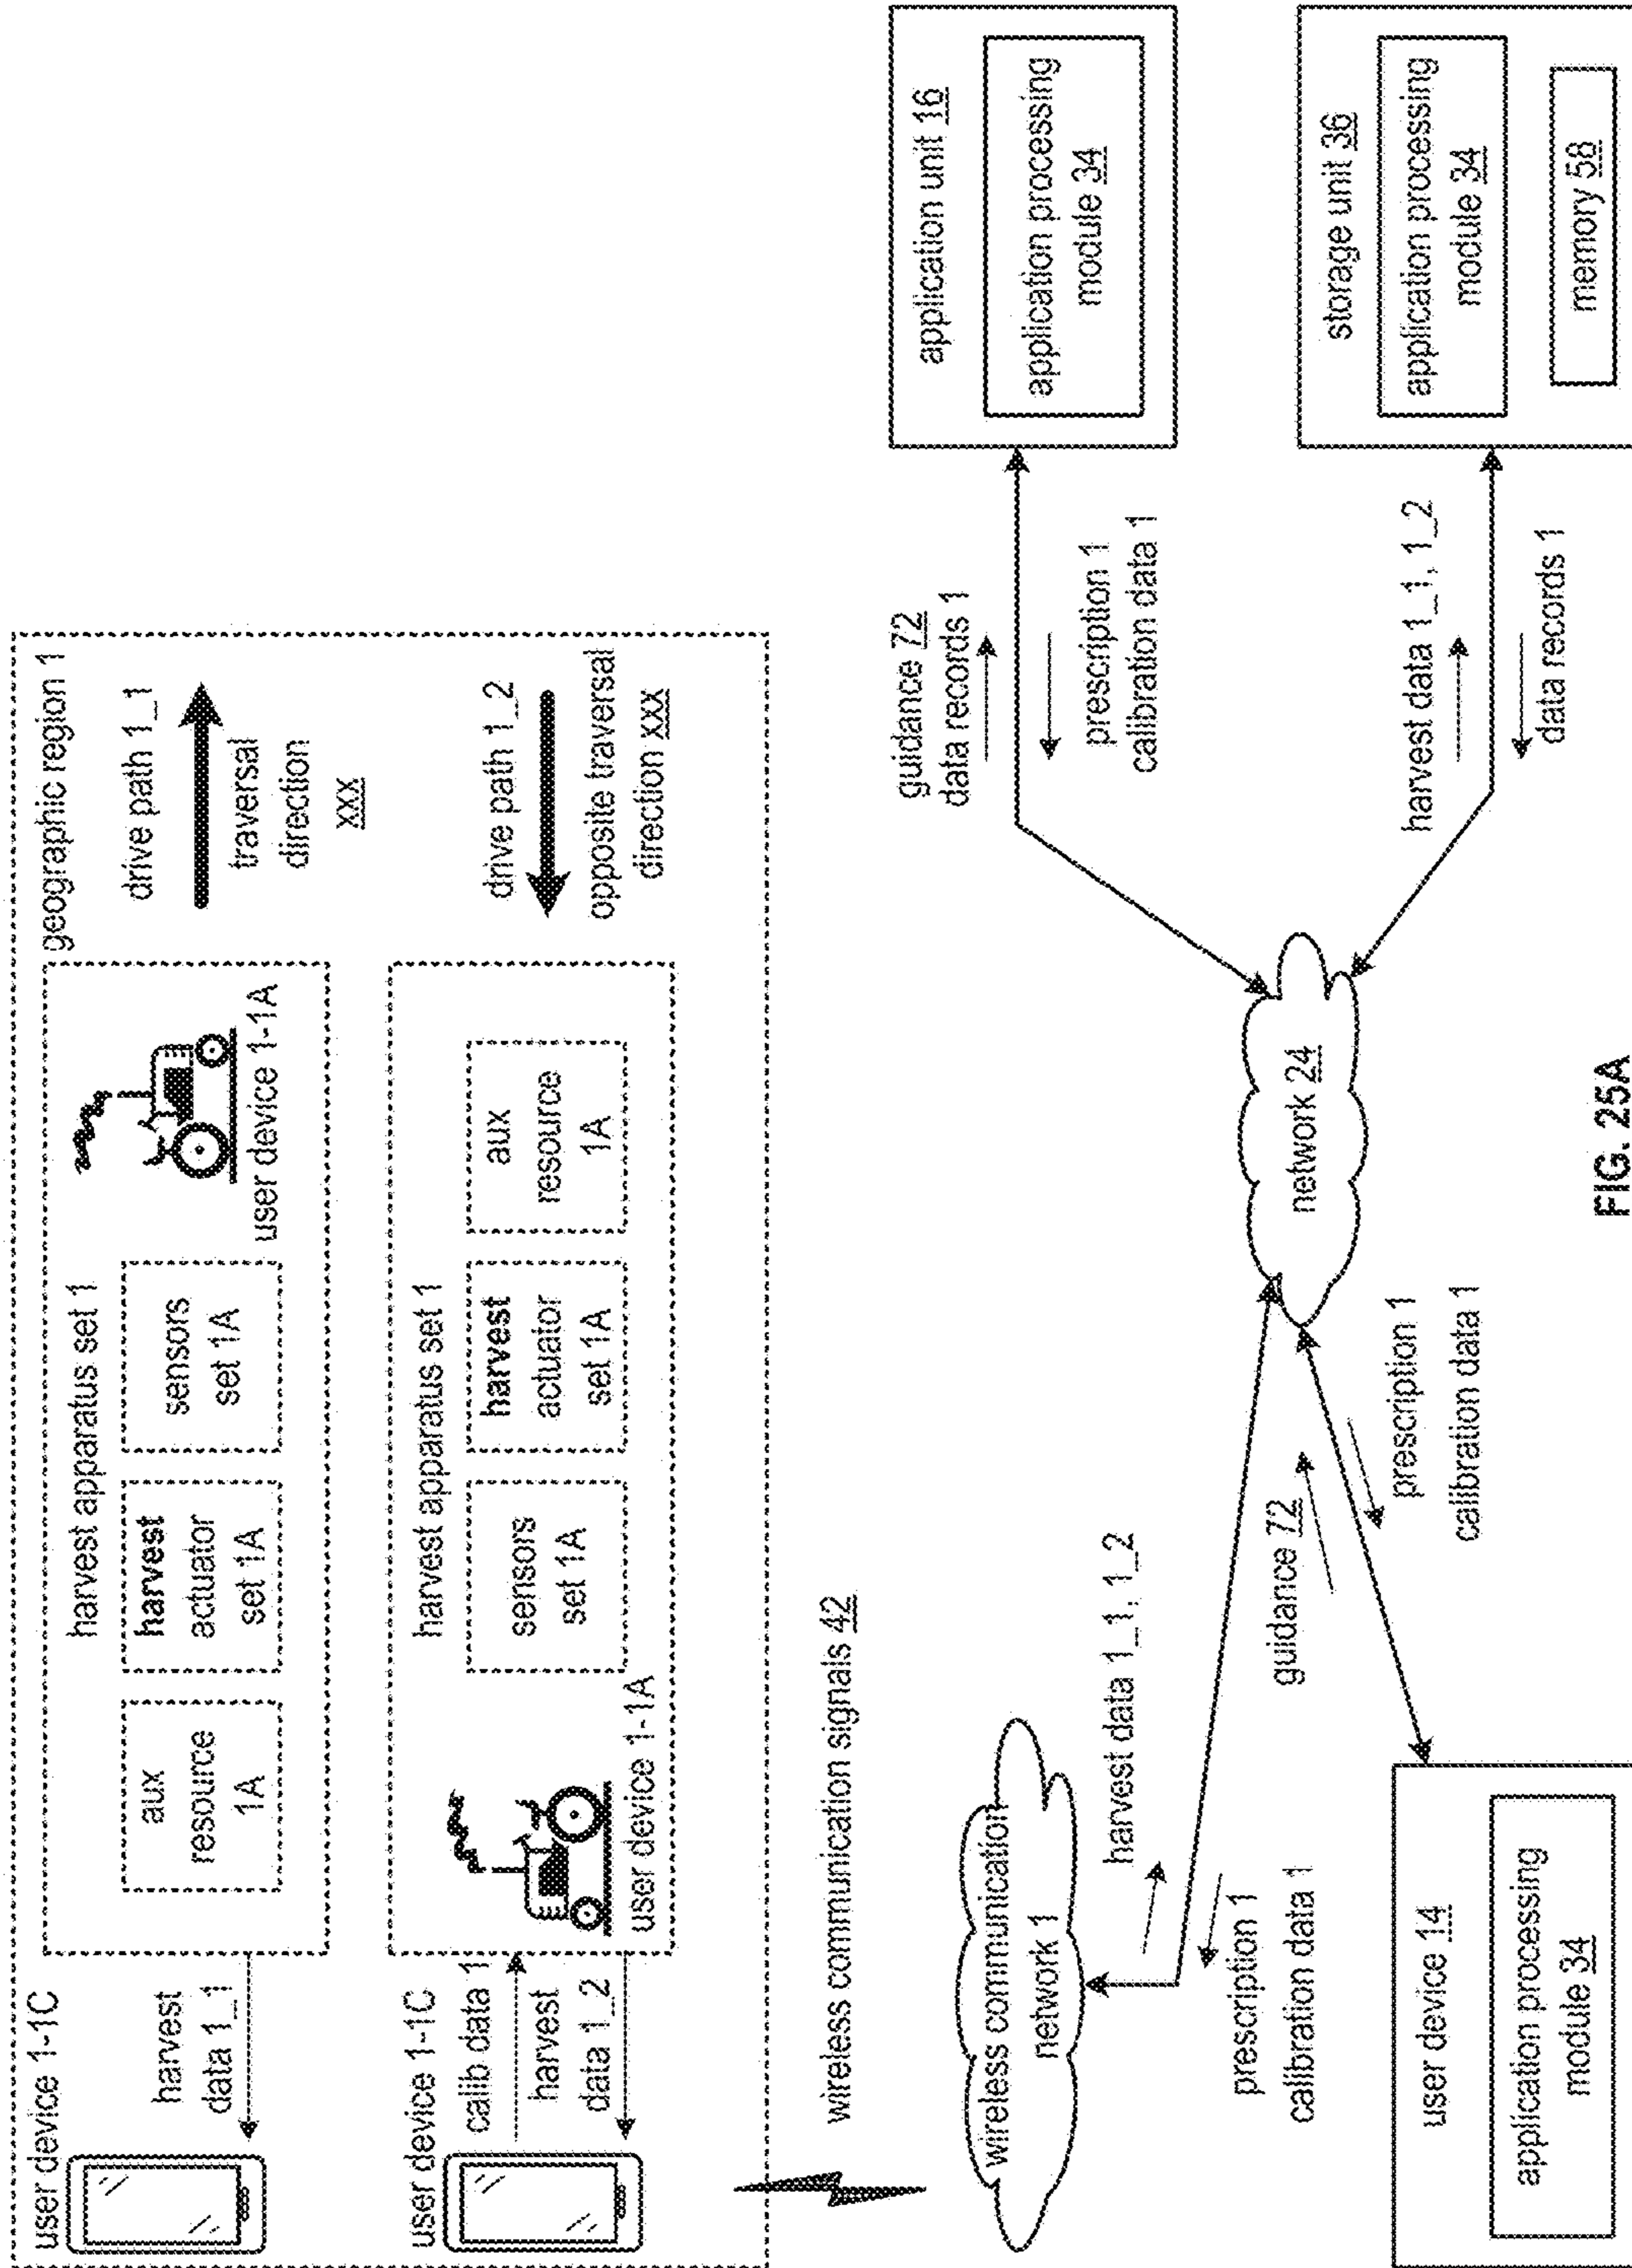 geographic region 1
user device 1-1C
harvest
data 1_1
harvest apparatus set 1
aux
resource
1A
harvest
actuator
set 1A
sensors
set 1A
user device 1-1A
drive path 1_1
traversal
direction
xxx
user device 1-1C
calib data 1
harvest
data 1_2
harvest apparatus set 1
user device 1-1A
sensors
set 1A
harvest
actuator
set 1A
aux
resource
1A
drive path 1_2
opposite traversal
direction xxx
wireless communication signals 42
wireless communication
network 1
harvest data 1_1, 1_2
prescription 1
calibration data 1
user device 14
application processing
module 34
guidance 72
prescription 1
calibration data 1
network 24
guidance 72
data records 1
prescription 1
calibration data 1
application unit 16
application processing
module 34
harvest data 1_1, 1_2
data records 1
storage unit 36
application processing
module 34
memory 58
FIG. 25A